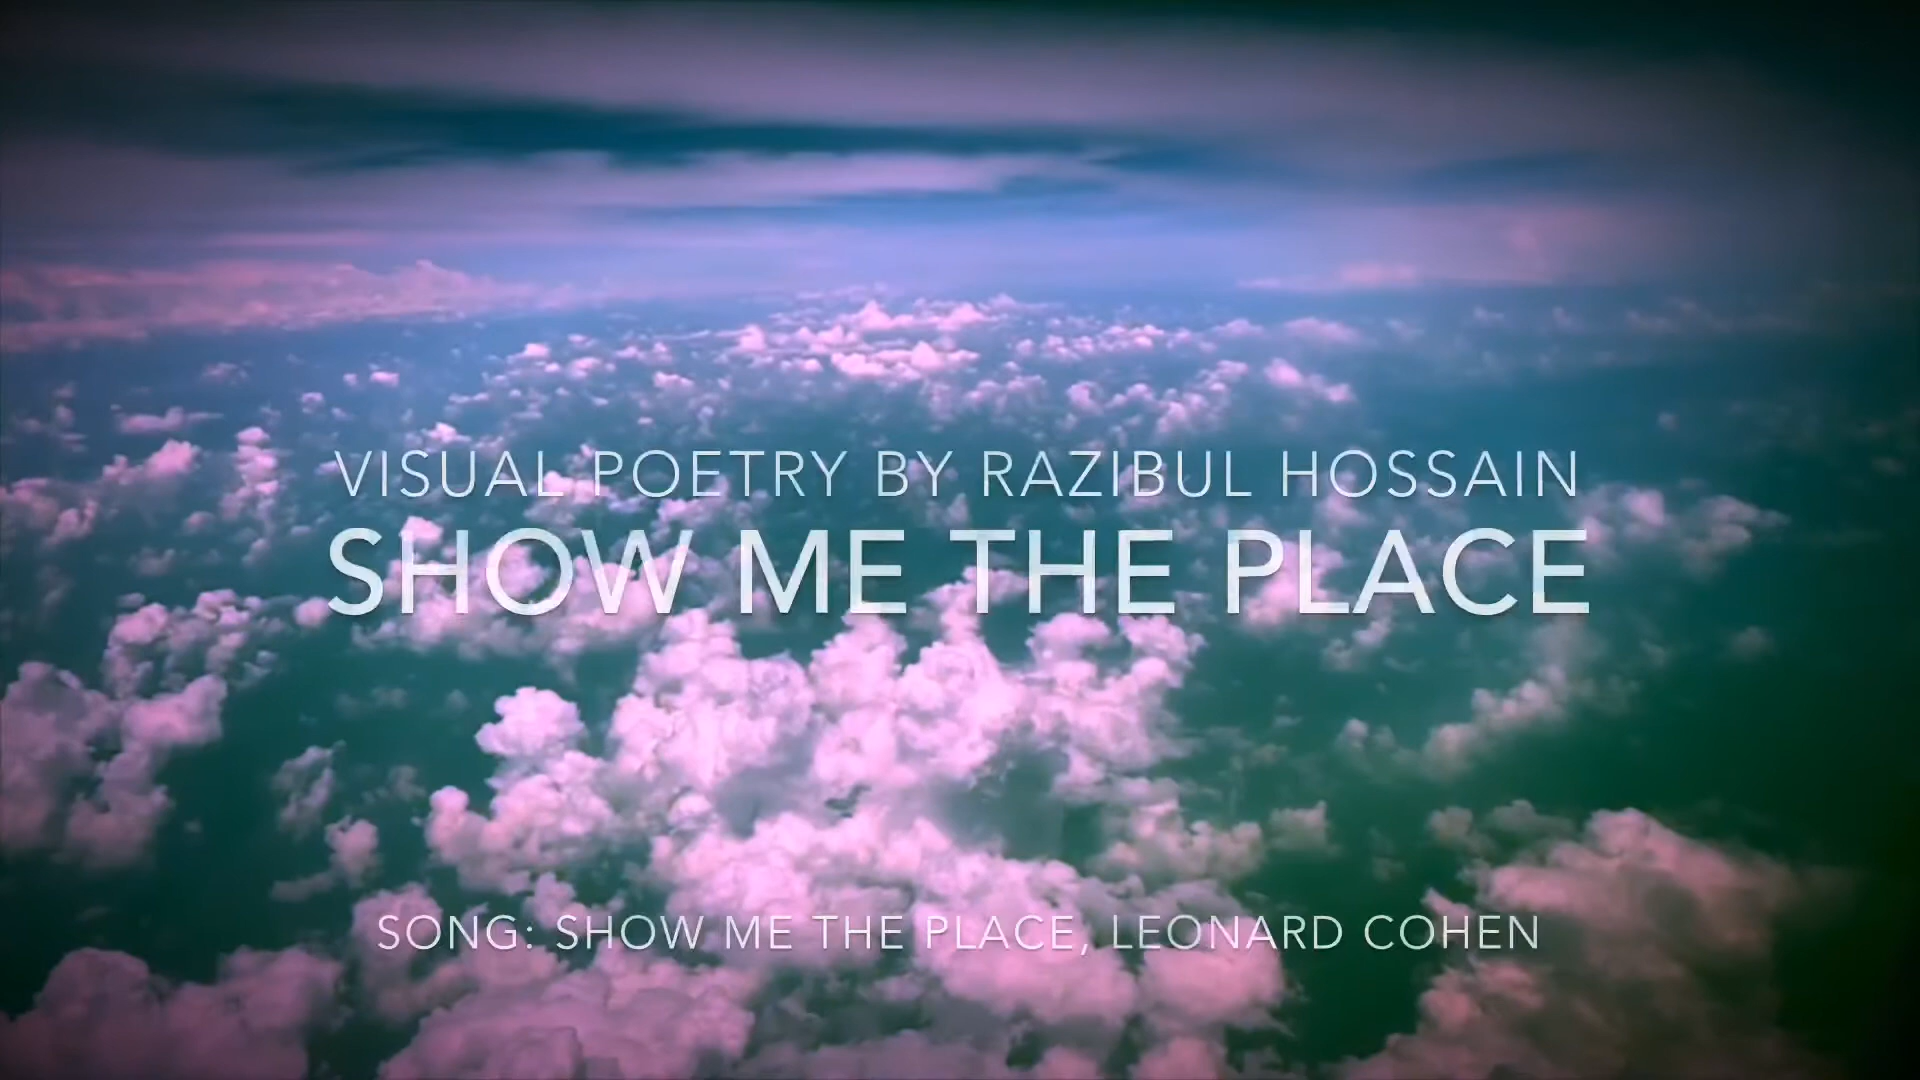 VISUAL POETRY BY RAZIBUL HOSSAIN
SHOW ME THE PLACE
SONG: SHOW ME THE PLACE, LEONARD COHEN